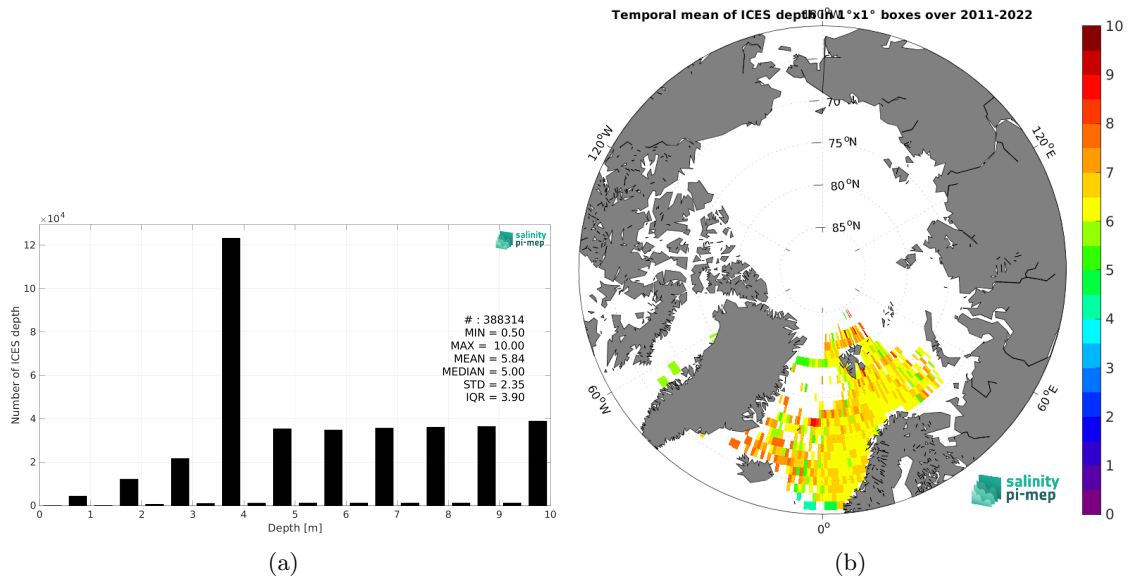 Temporal mean of ICES depth in 1°x1° boxes over 2011-2022
×10⁴
12
10
8
6
4
2
0
Number of ICES depth
salinity
pi-mep
# : 388314
MIN = 0.50
MAX = 10.00
MEAN = 5.84
MEDIAN = 5.00
STD = 2.35
IQR = 3.90
0 1 2 3 4 5 6 7 8 9 10
Depth [m]
(a)
180°W
120°W
120°E
75°N
80°N
85°N
60°W
60°E
0°
salinity
pi-mep
10
9
8
7
6
5
4
3
2
1
0
(b)